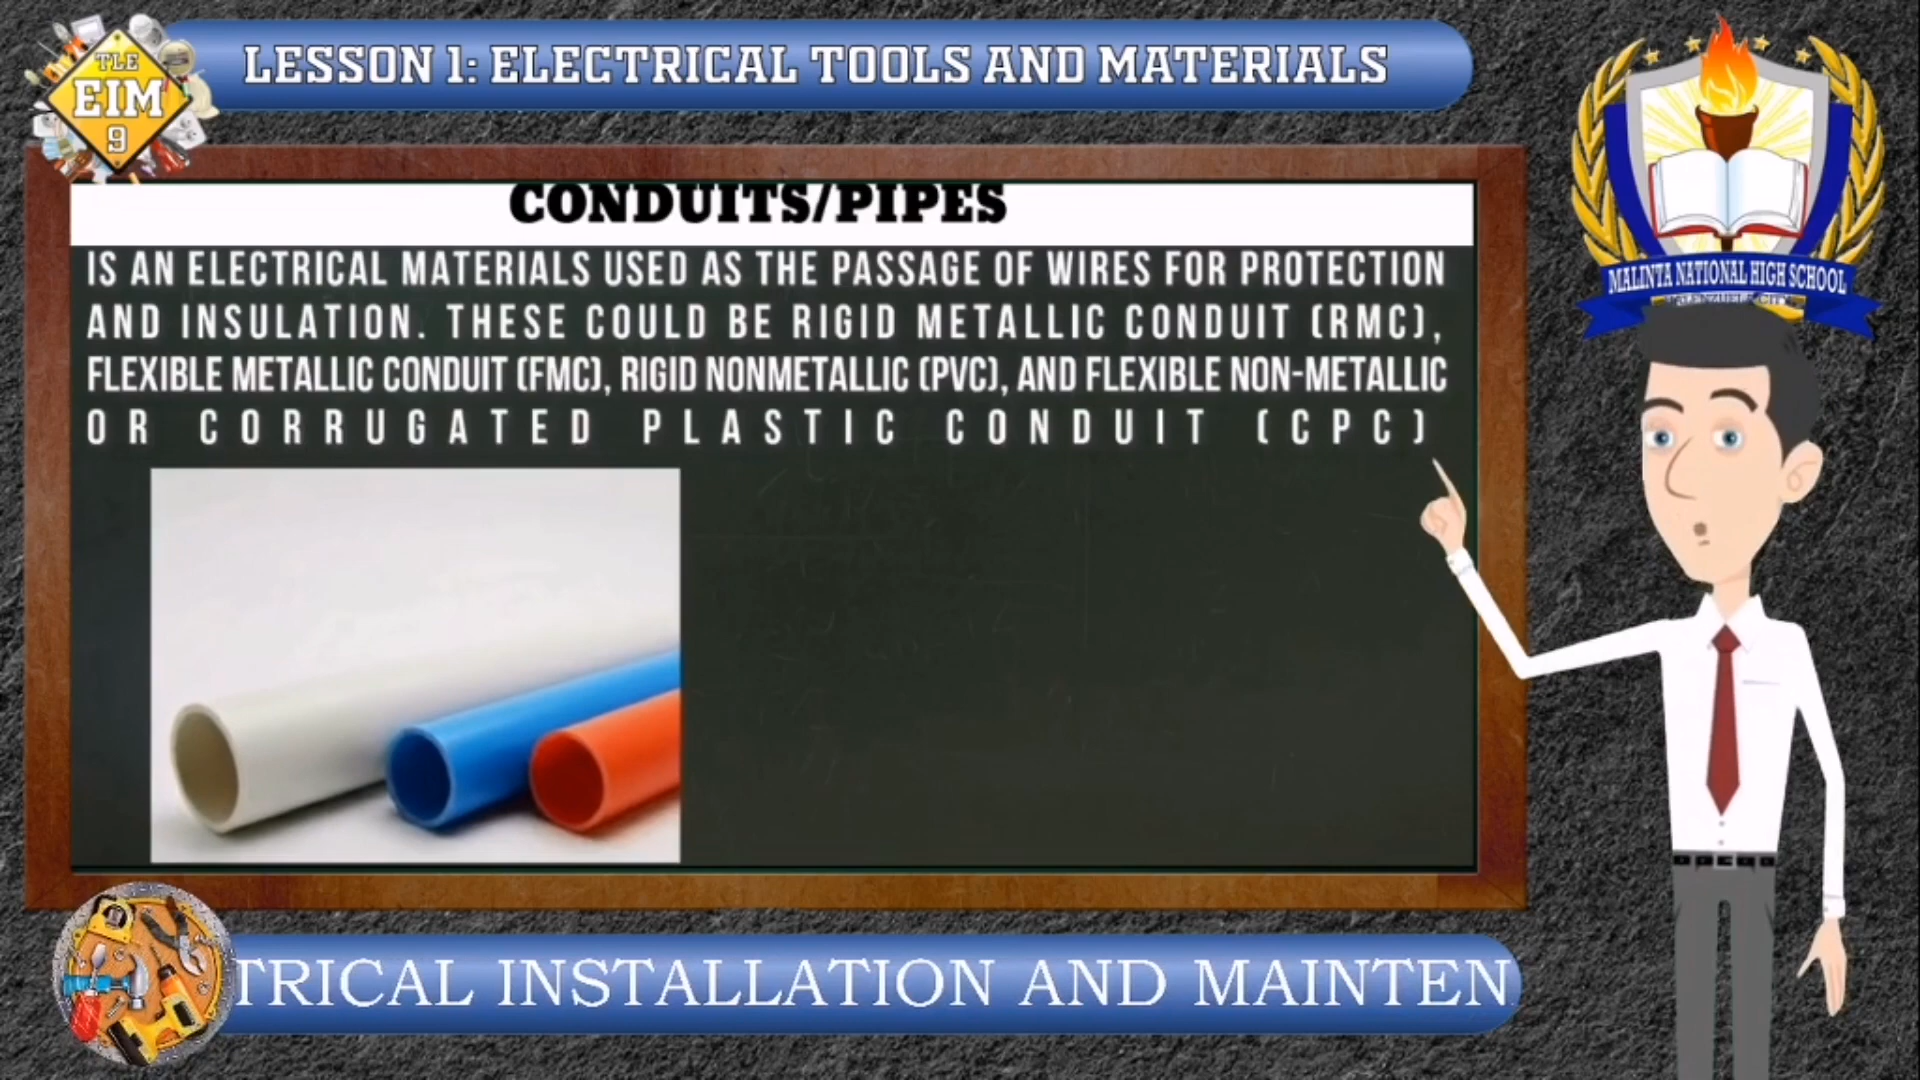 TLE
EIM
9
LESSON 1: ELECTRICAL TOOLS AND MATERIALS
MALINTA NATIONAL HIGH SCHOOL
VALENZUELA CITY
CONDUITS/PIPES
IS AN ELECTRICAL MATERIALS USED AS THE PASSAGE OF WIRES FOR PROTECTION
AND INSULATION. THESE COULD BE RIGID METALLIC CONDUIT (RMC),
FLEXIBLE METALLIC CONDUIT (FMC), RIGID NONMETALLIC (PVC), AND FLEXIBLE NON-METALLIC
OR CORRUGATED PLASTIC CONDUIT (CPC)
TRICAL INSTALLATION AND MAINTEN